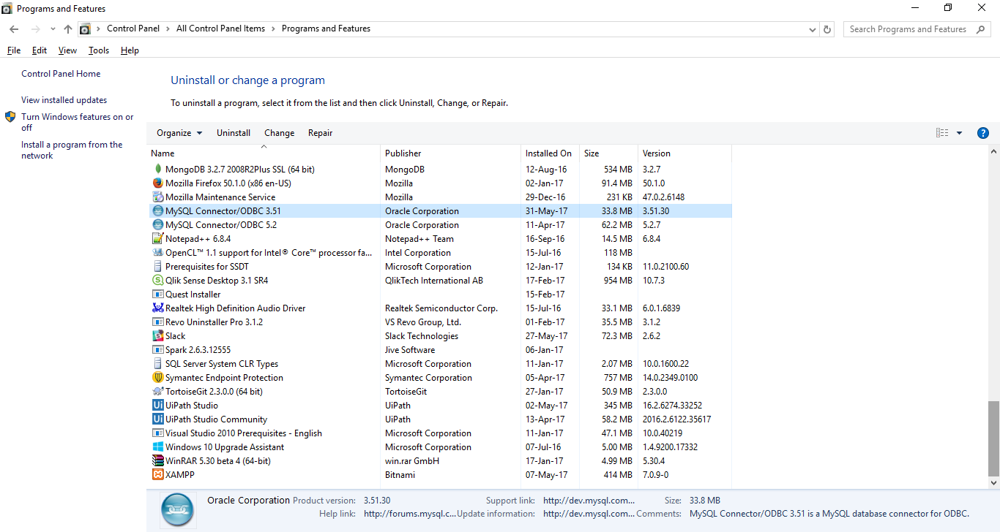 Programs and Features
Control Panel > All Control Panel Items > Programs and Features
Search Programs and Features
File Edit View Tools Help
Control Panel Home
View installed updates
Turn Windows features on or
off
Install a program from the
network
Uninstall or change a program
To uninstall a program, select it from the list and then click Uninstall, Change, or Repair.
Organize Uninstall Change Repair
Name Publisher Installed On Size Version
MongoDB 3.2.7 2008R2Plus SSL (64 bit) MongoDB 12-Aug-16 534 MB 3.2.7
Mozilla Firefox 50.1.0 (x86 en-US) Mozilla 02-Jan-17 91.4 MB 50.1.0
Mozilla Maintenance Service Mozilla 29-Dec-16 231 KB 47.0.2.6148
MySQL Connector/ODBC 3.51 Oracle Corporation 31-May-17 33.8 MB 3.51.30
MySQL Connector/ODBC 5.2 Oracle Corporation 11-Apr-17 62.2 MB 5.2.7
Notepad++ 6.8.4 Notepad++ Team 16-Sep-16 14.5 MB 6.8.4
OpenCL™ 1.1 support for Intel® Core™ processor fa... Intel Corporation 15-Jul-16 118 MB
Prerequisites for SSDT Microsoft Corporation 12-Jan-17 134 KB 11.0.2100.60
Qlik Sense Desktop 3.1 SR4 QlikTech International AB 17-Feb-17 954 MB 10.7.3
Quest Installer 15-Feb-17
Realtek High Definition Audio Driver Realtek Semiconductor Corp. 15-Jul-16 33.1 MB 6.0.1.6839
Revo Uninstaller Pro 3.1.2 VS Revo Group, Ltd. 01-Feb-17 35.5 MB 3.1.2
Slack Slack Technologies 27-May-17 72.3 MB 2.6.2
Spark 2.6.3.12555 Jive Software 06-Jan-17
SQL Server System CLR Types Microsoft Corporation 11-Jan-17 2.07 MB 10.0.1600.22
Symantec Endpoint Protection Symantec Corporation 05-Apr-17 757 MB 14.0.2349.0100
TortoiseGit 2.3.0.0 (64 bit) TortoiseGit 27-Jan-17 50.9 MB 2.3.0.0
Ui UiPath Studio UiPath 02-May-17 345 MB 16.2.6274.33252
Ui UiPath Studio Community UiPath 13-Apr-17 58.2 MB 2016.2.6122.35617
Visual Studio 2010 Prerequisites - English Microsoft Corporation 11-Jan-17 47.1 MB 10.0.40219
Windows 10 Upgrade Assistant Microsoft Corporation 07-Jul-16 5.00 MB 1.4.9200.17332
WinRAR 5.30 beta 4 (64-bit) win.rar GmbH 17-Jan-17 4.99 MB 5.30.4
XAMPP Bitnami 07-May-17 414 MB 7.0.9-0
Oracle Corporation Product version: 3.51.30 Support link: http://dev.mysql.com... Size: 33.8 MB
Help link: http://forums.mysql.c... Update information: http://dev.mysql.com... Comments: MySQL Connector/ODBC 3.51 is a MySQL database connector for ODBC.